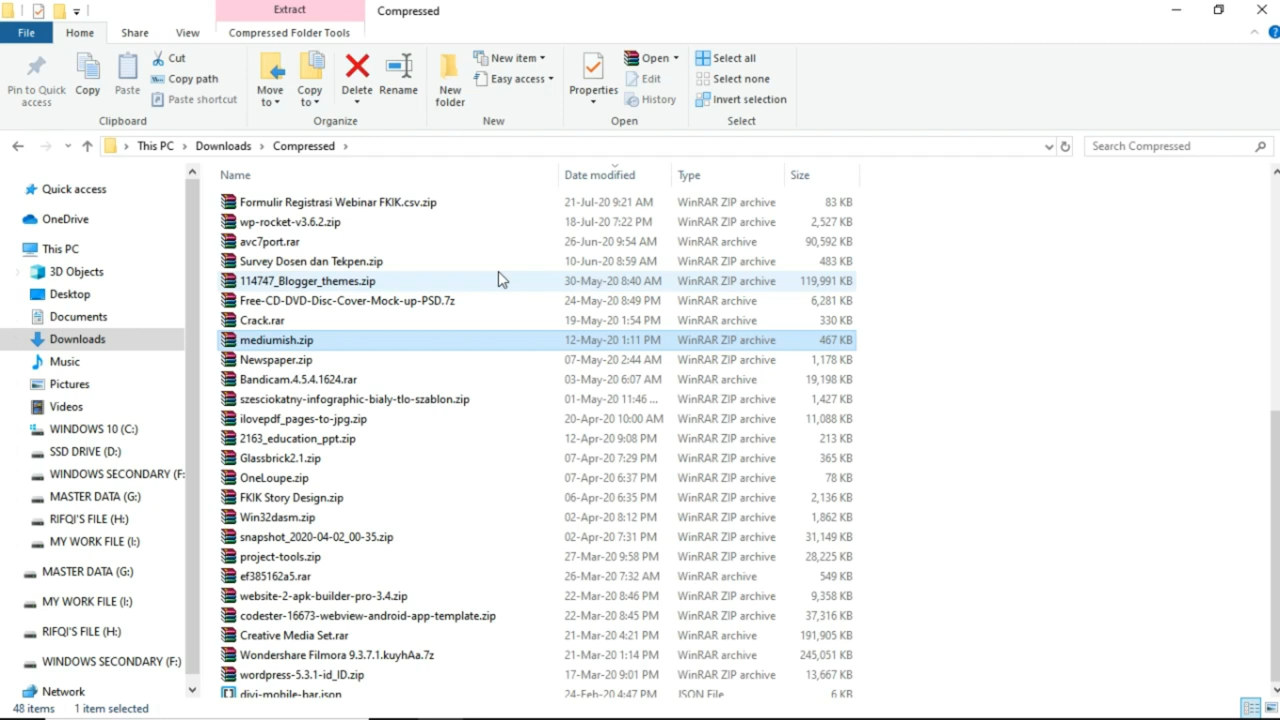 Extract
Compressed
File
Home
Share
View
Compressed Folder Tools
Pin to Quick access
Copy
Paste
Cut
Copy path
Paste shortcut
Clipboard
Move to
Copy to
Delete
Rename
Organize
New folder
New item
Easy access
New
Properties
Open
Edit
History
Open
Select all
Select none
Invert selection
Select
This PC > Downloads > Compressed >
Search Compressed
Name Date modified Type Size
Quick access
OneDrive
This PC
3D Objects
Desktop
Documents
Downloads
Music
Pictures
Videos
WINDOWS 10 (C:)
SSD DRIVE (D:)
WINDOWS SECONDARY (F:
MASTER DATA (G:)
RIFQI'S FILE (H:)
MY WORK FILE (I:)
MASTER DATA (G:)
MY WORK FILE (I:)
RIFQI'S FILE (H:)
WINDOWS SECONDARY (F:)
Network
Formulir Registrasi Webinar FKIK.csv.zip 21-Jul-20 9:21 AM WinRAR ZIP archive 83 KB
wp-rocket-v3.6.2.zip 18-Jul-20 7:22 PM WinRAR ZIP archive 2,527 KB
avc7port.rar 26-Jun-20 9:54 AM WinRAR archive 90,592 KB
Survey Dosen dan Tekpen.zip 10-Jun-20 8:59 AM WinRAR ZIP archive 483 KB
114747_Blogger_themes.zip 30-May-20 8:40 AM WinRAR ZIP archive 119,991 KB
Free-CD-DVD-Disc-Cover-Mock-up-PSD.7z 24-May-20 8:49 PM WinRAR archive 6,281 KB
Crack.rar 19-May-20 1:54 PM WinRAR archive 330 KB
mediumish.zip 12-May-20 1:11 PM WinRAR ZIP archive 467 KB
Newspaper.zip 07-May-20 2:44 AM WinRAR ZIP archive 1,178 KB
Bandicam.4.5.4.1624.rar 03-May-20 6:07 AM WinRAR archive 19,198 KB
szesciokatny-infographic-bialy-tlo-szablon.zip 01-May-20 11:46 ... WinRAR ZIP archive 1,427 KB
ilovepdf_pages-to-jpg.zip 20-Apr-20 10:00 AM WinRAR ZIP archive 11,088 KB
2163_education_ppt.zip 12-Apr-20 9:08 PM WinRAR ZIP archive 213 KB
Glassbrick2.1.zip 07-Apr-20 7:29 PM WinRAR ZIP archive 365 KB
OneLoupe.zip 07-Apr-20 6:37 PM WinRAR ZIP archive 78 KB
FKIK Story Design.zip 06-Apr-20 6:35 PM WinRAR ZIP archive 2,136 KB
Win32dasm.zip 02-Apr-20 8:12 PM WinRAR ZIP archive 1,862 KB
snapshot_2020-04-02_00-35.zip 02-Apr-20 7:31 PM WinRAR ZIP archive 31,149 KB
project-tools.zip 27-Mar-20 9:58 PM WinRAR ZIP archive 28,225 KB
ef385162a5.rar 26-Mar-20 7:32 AM WinRAR archive 549 KB
website-2-apk-builder-pro-3.4.zip 22-Mar-20 8:46 PM WinRAR ZIP archive 9,358 KB
codester-16673-webview-android-app-template.zip 22-Mar-20 8:45 PM WinRAR ZIP archive 37,316 KB
Creative Media Set.rar 21-Mar-20 4:21 PM WinRAR archive 191,905 KB
Wondershare Filmora 9.3.7.1.kuyhAa.7z 21-Mar-20 1:14 PM WinRAR archive 245,051 KB
wordpress-5.3.1-id_ID.zip 17-Mar-20 9:01 PM WinRAR ZIP archive 13,667 KB
divi-mobile-bar.json 24-Feb-20 4:47 PM JSON File 6 KB
48 items 1 item selected